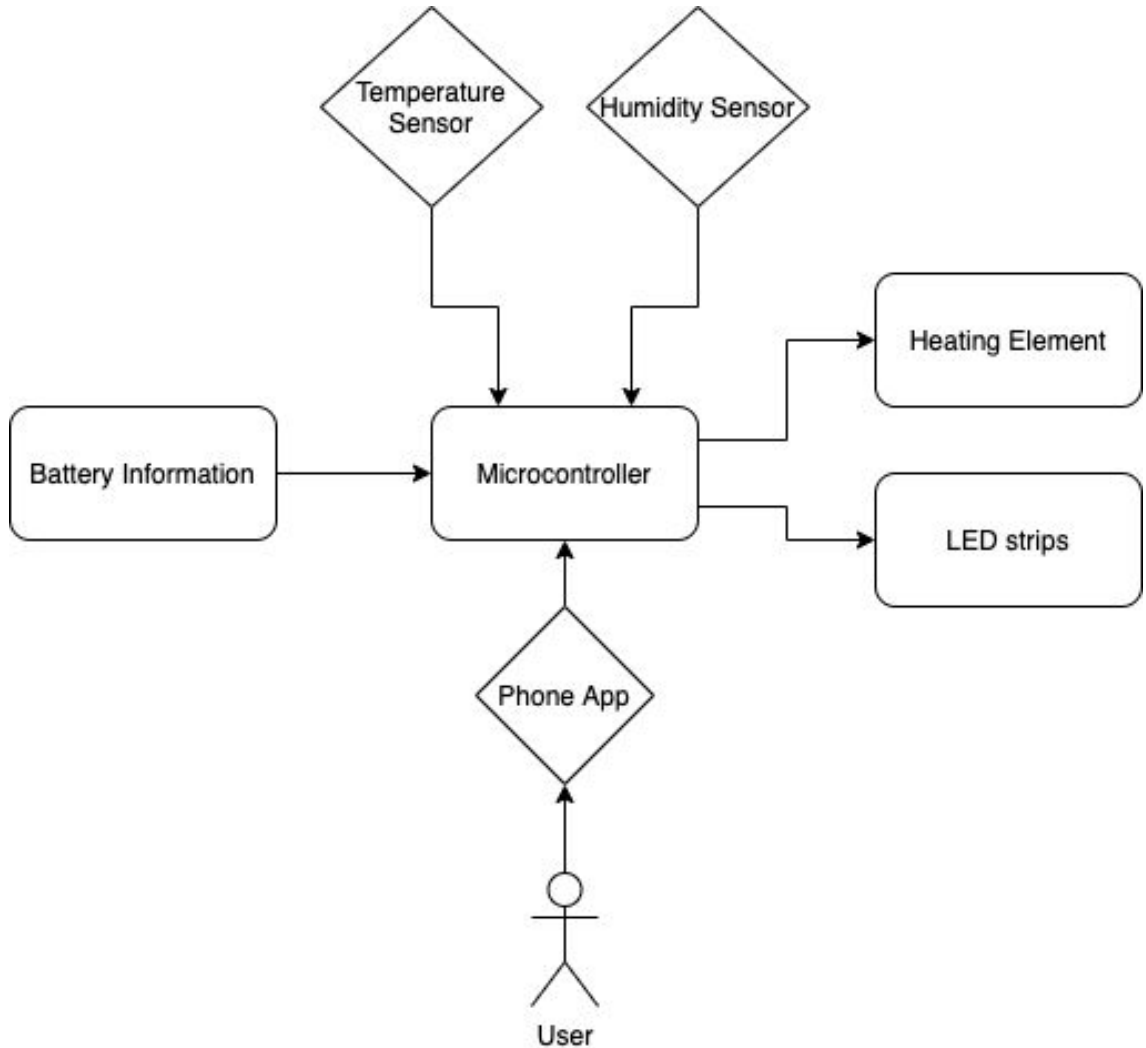 Temperature
Sensor
Humidity Sensor
Heating Element
Battery Information
Microcontroller
LED strips
Phone App
User